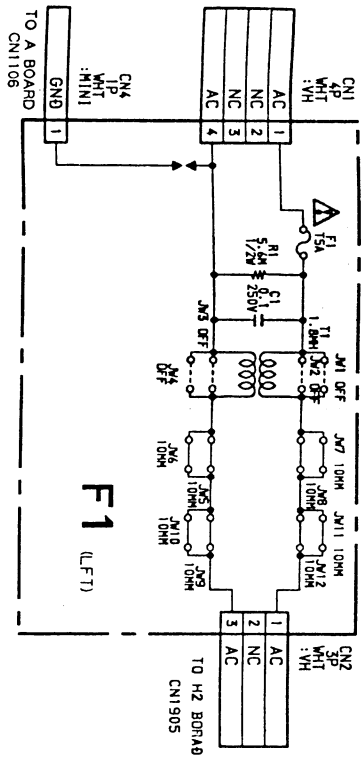 CN1
4P
WHT
:VH
AC 1
NC 2
NC 3
AC 4
CN4
1P
WHT
:MINI
GND 1
TO A BOARD
CN1106
F1
T5A
R1
5.6M
1/2W
C1
0.1
250V
T1
1.8MH
JW1 OFF
JW2 OFF
JW3 OFF
JW4
OFF
JW7 10MM
JW8
10MM
JW11 10MM
JW12
10MM
JW6
10MM
JW5
10MM
JW10
10MM
JW9
10MM
F1
(LFT)
CN2
3P
WHT
:VH
1 AC
2 NC
3 AC
TO H2 BORAD
CN1905